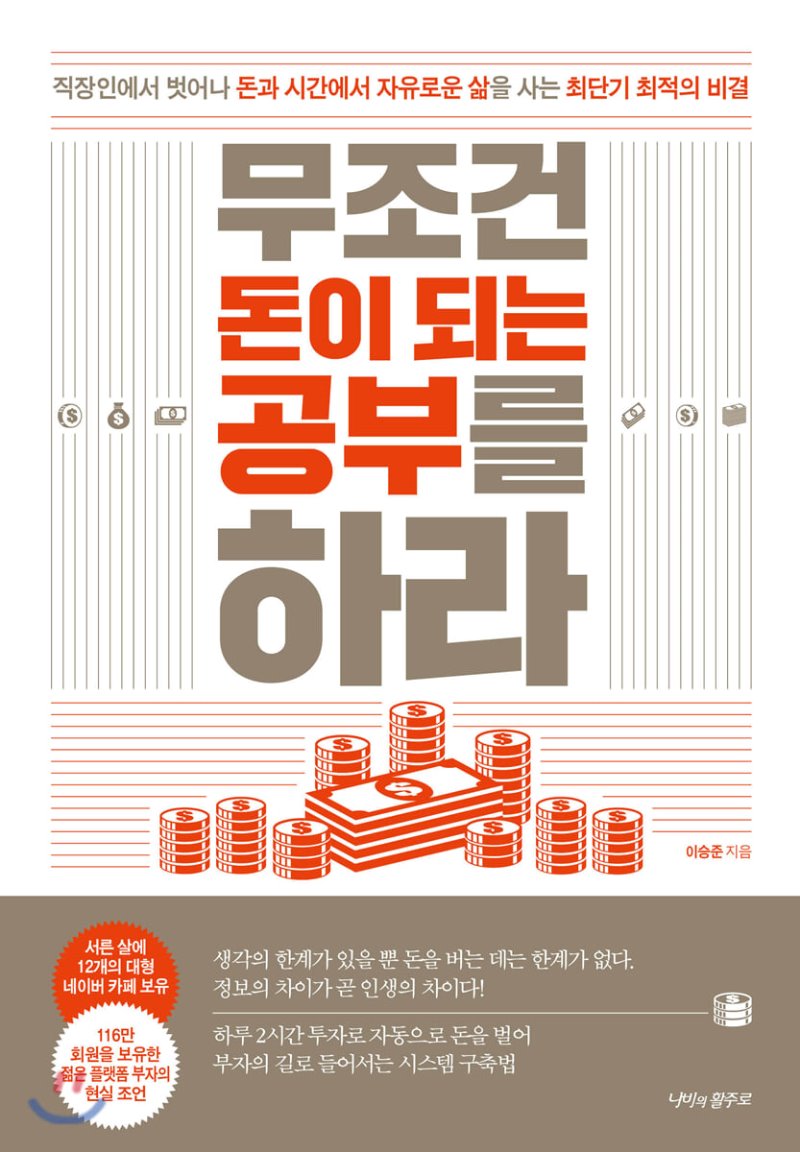 직장인에서 벗어나 돈과 시간에서 자유로운 삶을 사는 최단기 최적의 비결
무조건
돈이 되는
공부를
하라
이승준 지음
서른 살에
12개의 대형
네이버 카페 보유
116만
회원을 보유한
젊은 플랫폼 부자의
현실 조언
생각의 한계가 있을 뿐 돈을 버는 데는 한계가 없다.
정보의 차이가 곧 인생의 차이다!
하루 2시간 투자로 자동으로 돈을 벌어
부자의 길로 들어서는 시스템 구축법
나비의 활주로